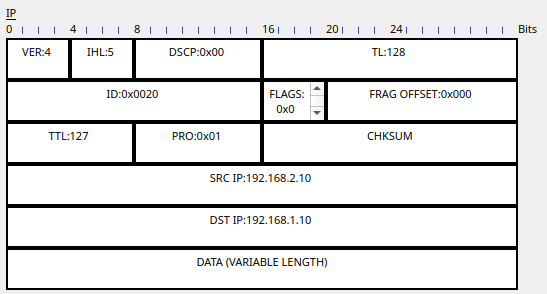 IP
0 4 8 16 20 24 Bits
VER:4 IHL:5 DSCP:0x00 TL:128
ID:0x0020 FLAGS: 0x0 FRAG OFFSET:0x000
TTL:127 PRO:0x01 CHKSUM
SRC IP:192.168.2.10
DST IP:192.168.1.10
DATA (VARIABLE LENGTH)